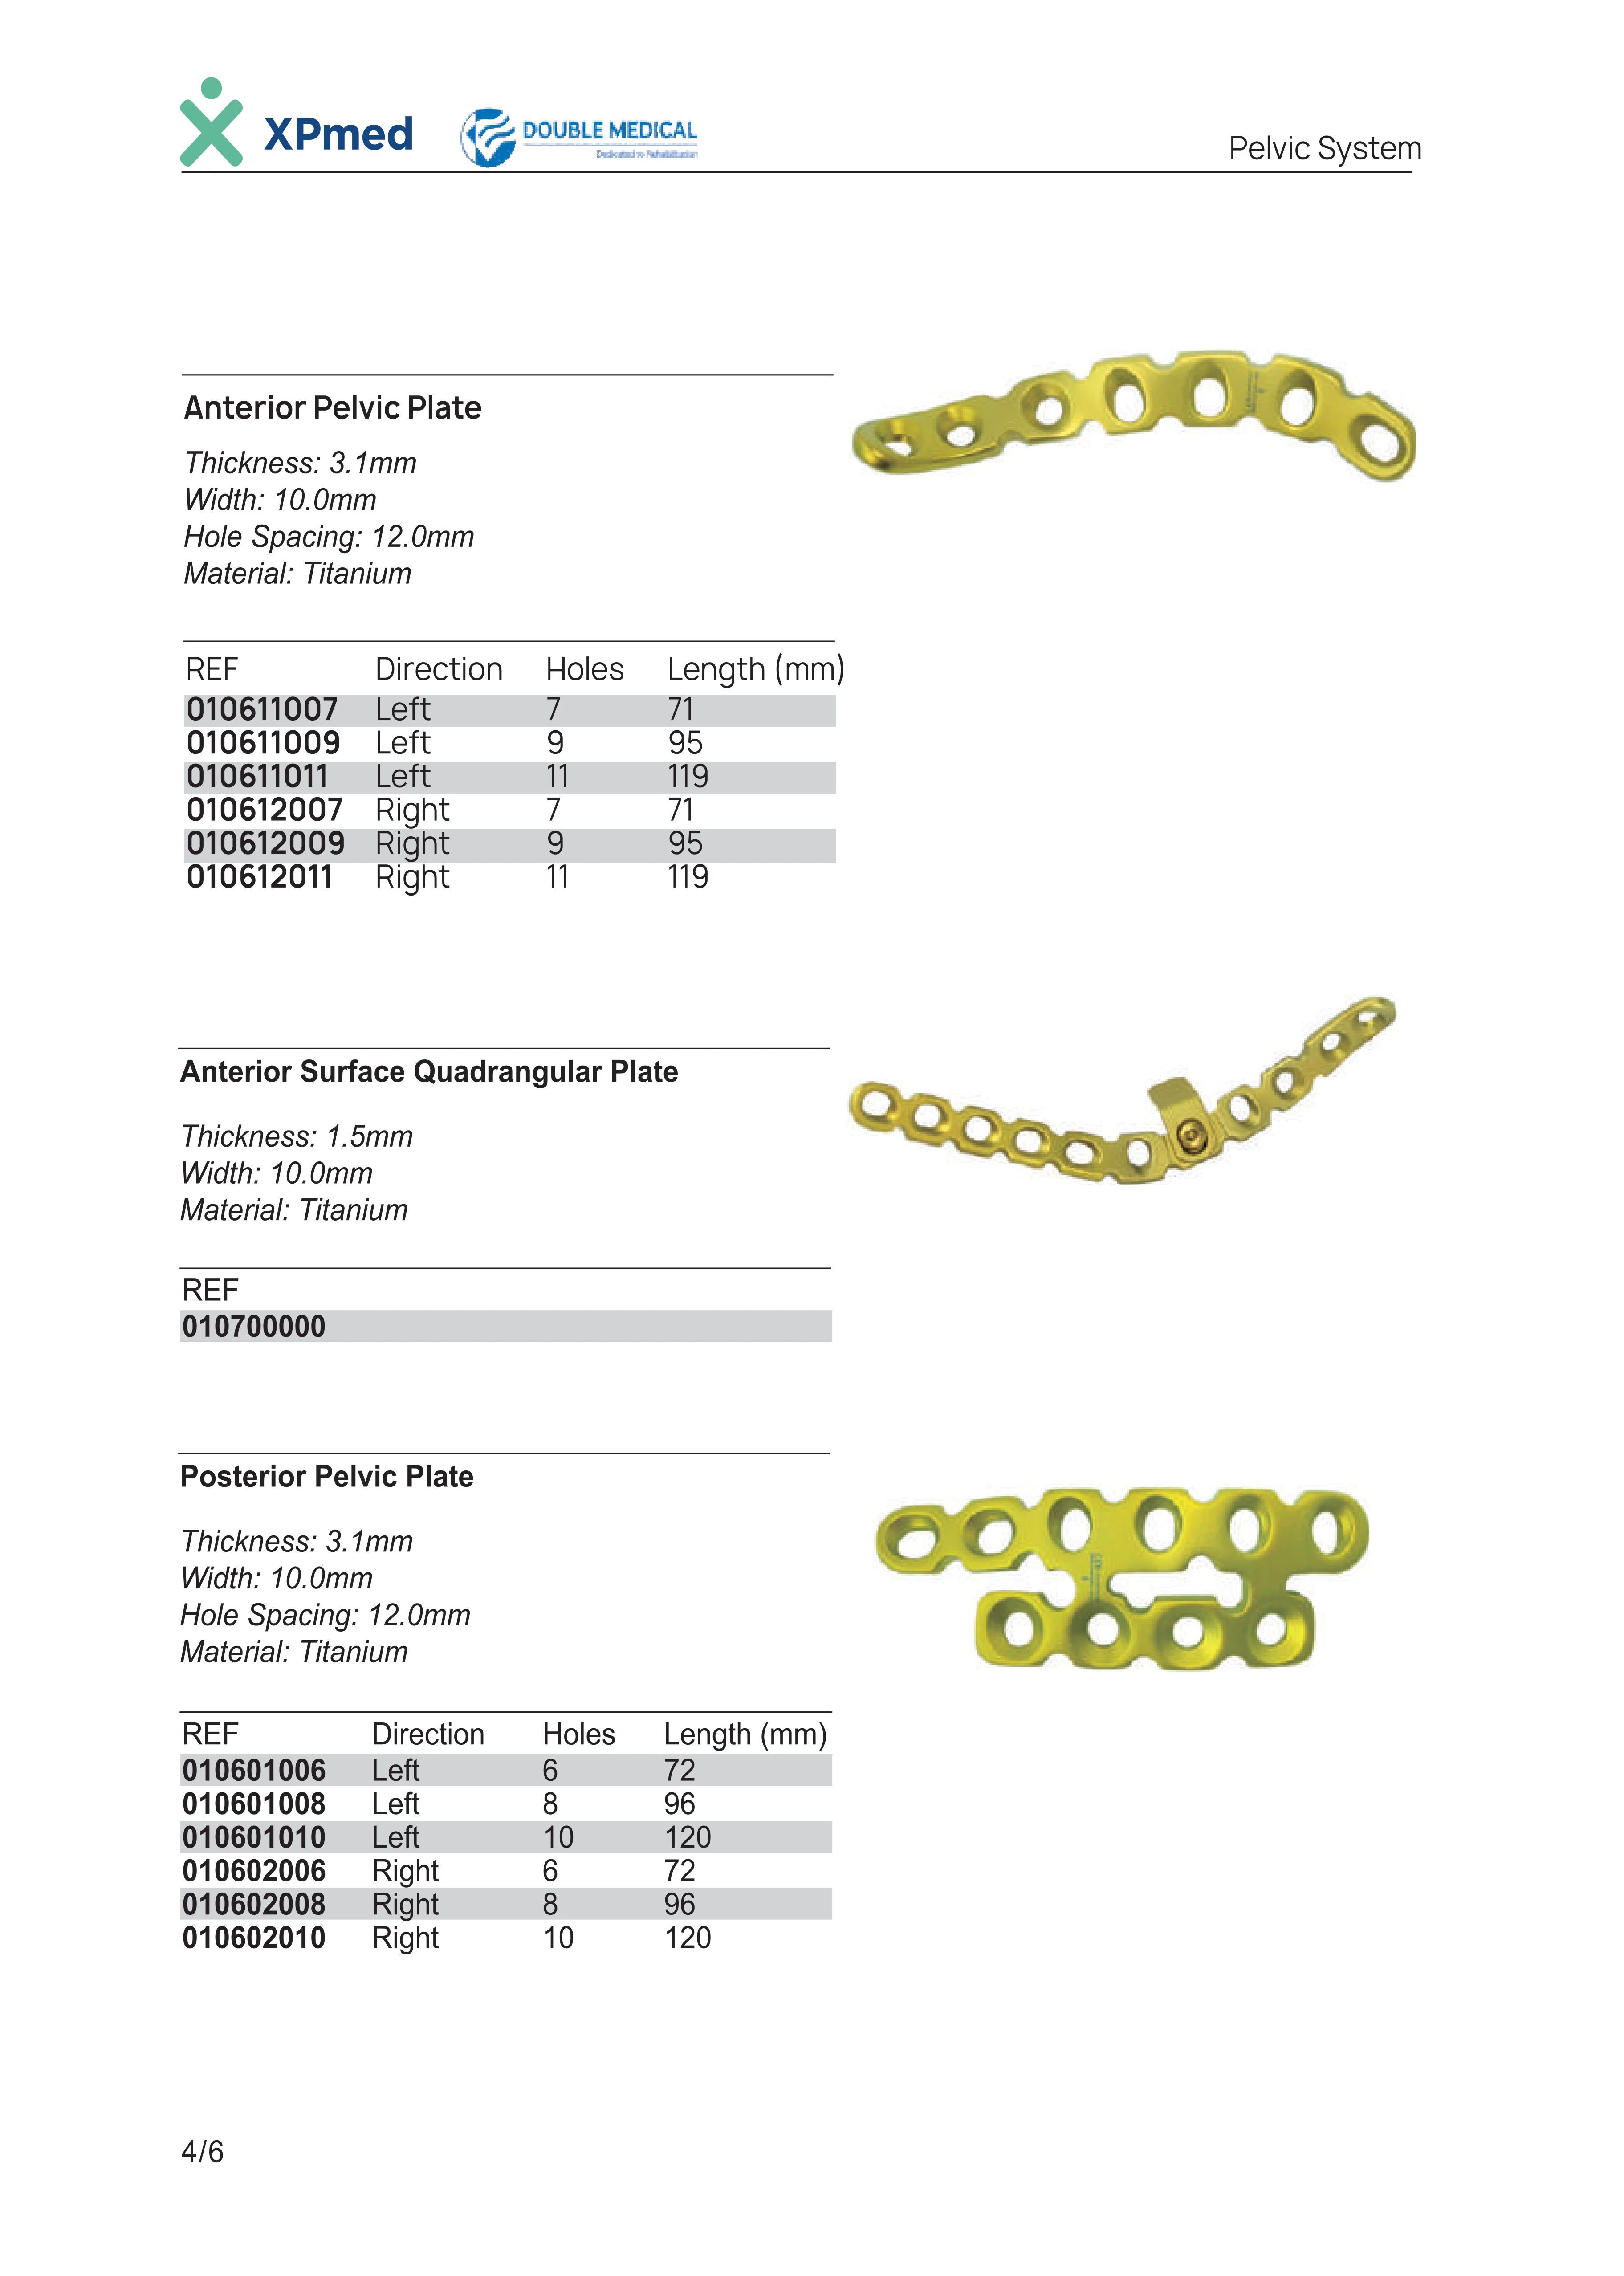 XPmed
DOUBLE MEDICAL
Dedicated to Rehabilitation
Pelvic System
Anterior Pelvic Plate
Thickness: 3.1mm
Width: 10.0mm
Hole Spacing: 12.0mm
Material: Titanium
REF Direction Holes Length (mm)
010611007 Left 7 71
010611009 Left 9 95
010611011 Left 11 119
010612007 Right 7 71
010612009 Right 9 95
010612011 Right 11 119
Anterior Surface Quadrangular Plate
Thickness: 1.5mm
Width: 10.0mm
Material: Titanium
REF
010700000
Posterior Pelvic Plate
Thickness: 3.1mm
Width: 10.0mm
Hole Spacing: 12.0mm
Material: Titanium
REF Direction Holes Length (mm)
010601006 Left 6 72
010601008 Left 8 96
010601010 Left 10 120
010602006 Right 6 72
010602008 Right 8 96
010602010 Right 10 120
4/6